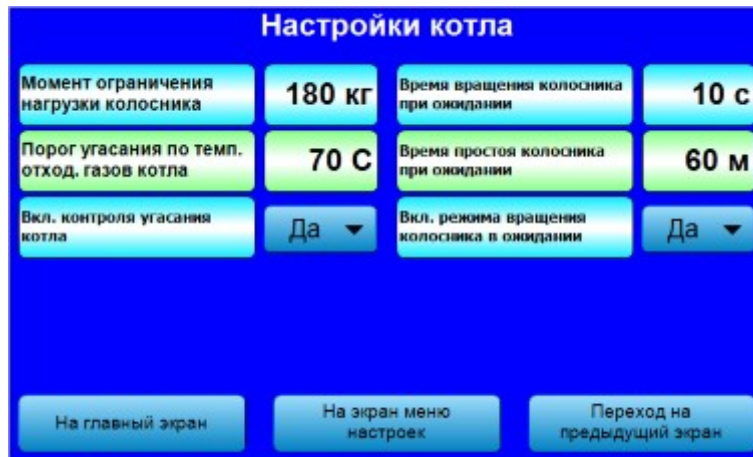 Настройки котла
Момент ограничения
нагрузки колосника
180 кг
Время вращения колосника
при ожидании
10 с
Порог угасания по темп.
отход. газов котла
70 С
Время простоя колосника
при ожидании
60 м
Вкл. контроля угасания
котла
Да
Вкл. режима вращения
колосника в ожидании
Да
На главный экран
На экран меню
настроек
Переход на
предыдущий экран